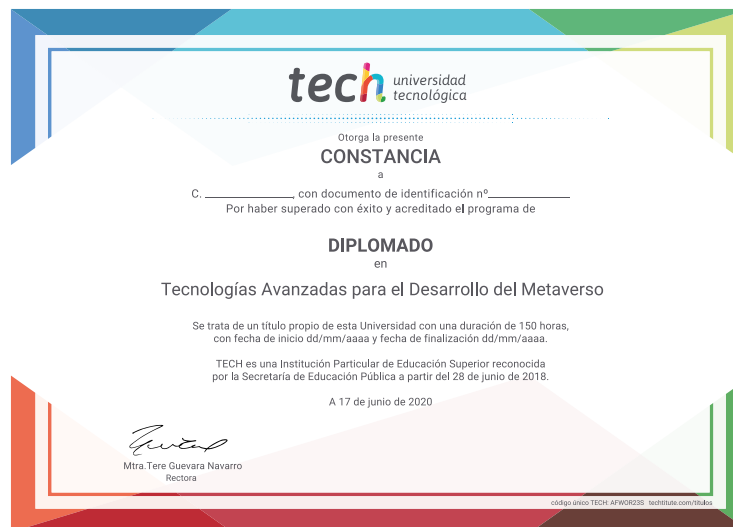 tech universidad
tecnológica
Otorga la presente
CONSTANCIA
a
C. ______________, con documento de identificación nº______________
Por haber superado con éxito y acreditado el programa de
DIPLOMADO
en
Tecnologías Avanzadas para el Desarrollo del Metaverso
Se trata de un título propio de esta Universidad con una duración de 150 horas,
con fecha de inicio dd/mm/aaaa y fecha de finalización dd/mm/aaaa.
TECH es una Institución Particular de Educación Superior reconocida
por la Secretaría de Educación Pública a partir del 28 de junio de 2018.
A 17 de junio de 2020
Mtra.Tere Guevara Navarro
Rectora
código único TECH: AFWOR23S techtitute.com/titulos